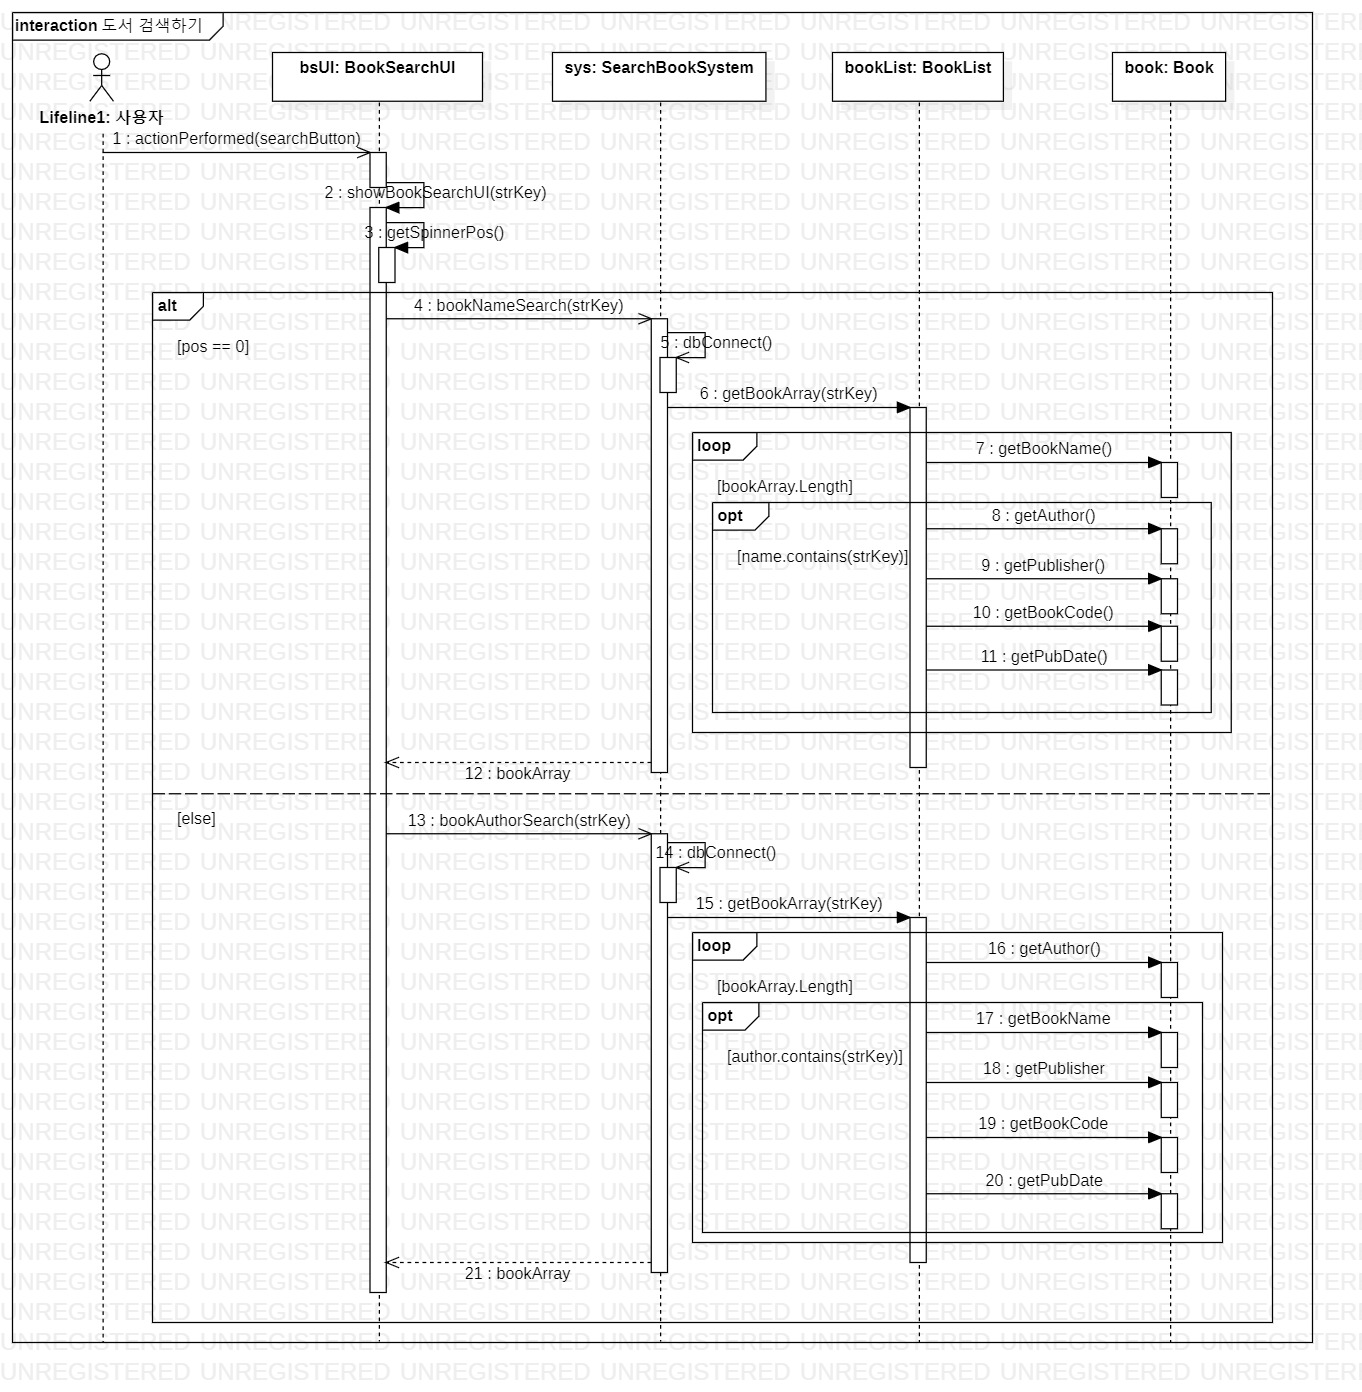 interaction 도서 검색하기
bsUI: BookSearchUI
sys: SearchBookSystem
bookList: BookList
book: Book
Lifeline1: 사용자
1 : actionPerformed(searchButton)
2 : showBookSearchUI(strKey)
3 : getSpinnerPos()
alt
4 : bookNameSearch(strKey)
[pos == 0]
5 : dbConnect()
6 : getBookArray(strKey)
loop
7 : getBookName()
[bookArray.Length]
opt
8 : getAuthor()
[name.contains(strKey)]
9 : getPublisher()
10 : getBookCode()
11 : getPubDate()
12 : bookArray
[else]
13 : bookAuthorSearch(strKey)
14 : dbConnect()
15 : getBookArray(strKey)
loop
16 : getAuthor()
[bookArray.Length]
opt
17 : getBookName
[author.contains(strKey)]
18 : getPublisher
19 : getBookCode
20 : getPubDate
21 : bookArray
UNREGISTERED